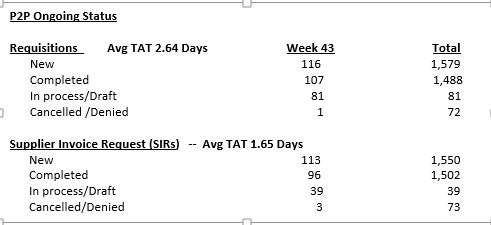 P2P Ongoing Status
Requisitions Avg TAT 2.64 Days Week 43 Total
New 116 1,579
Completed 107 1,488
In process/Draft 81 81
Cancelled /Denied 1 72
Supplier Invoice Request (SIRs) -- Avg TAT 1.65 Days
New 113 1,550
Completed 96 1,502
In process/Draft 39 39
Cancelled/Denied 3 73